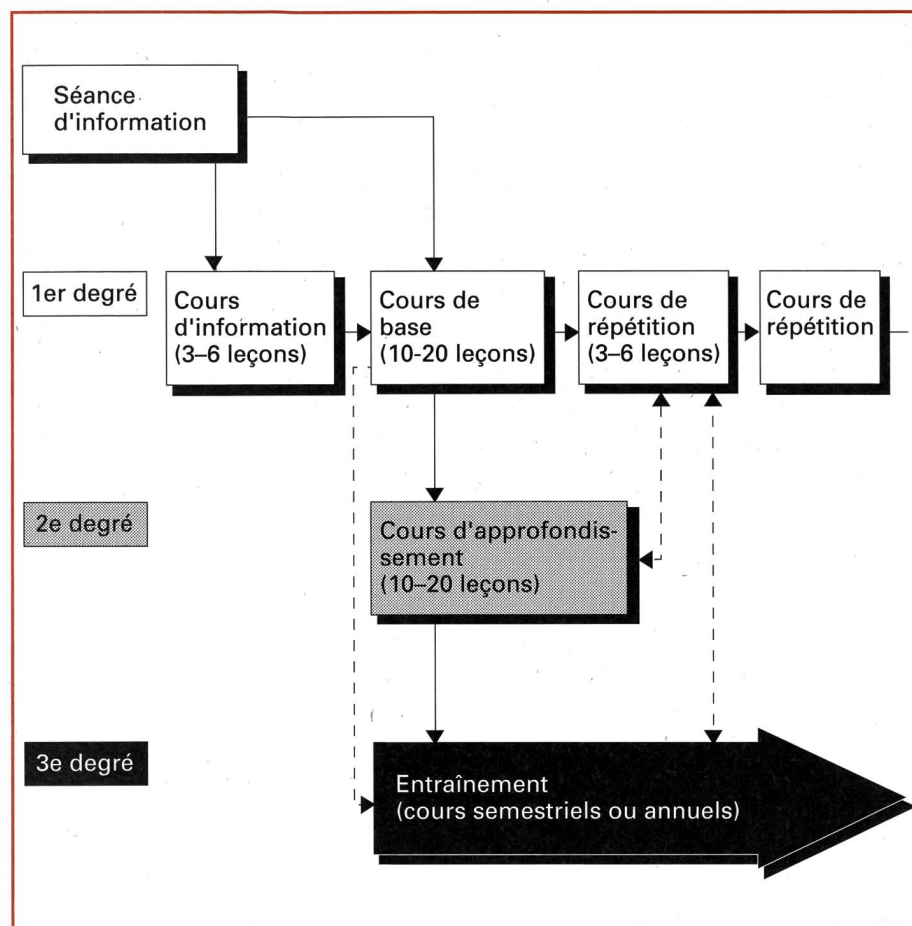 Séance
d'information
1er degré
Cours
d'information
(3–6 leçons)
Cours de
base
(10-20 leçons)
Cours de
répétition
(3–6 leçons)
Cours de
répétition
2e degré
Cours d'approfondis-
sement
(10–20 leçons)
3e degré
Entraînement
(cours semestriels ou annuels)